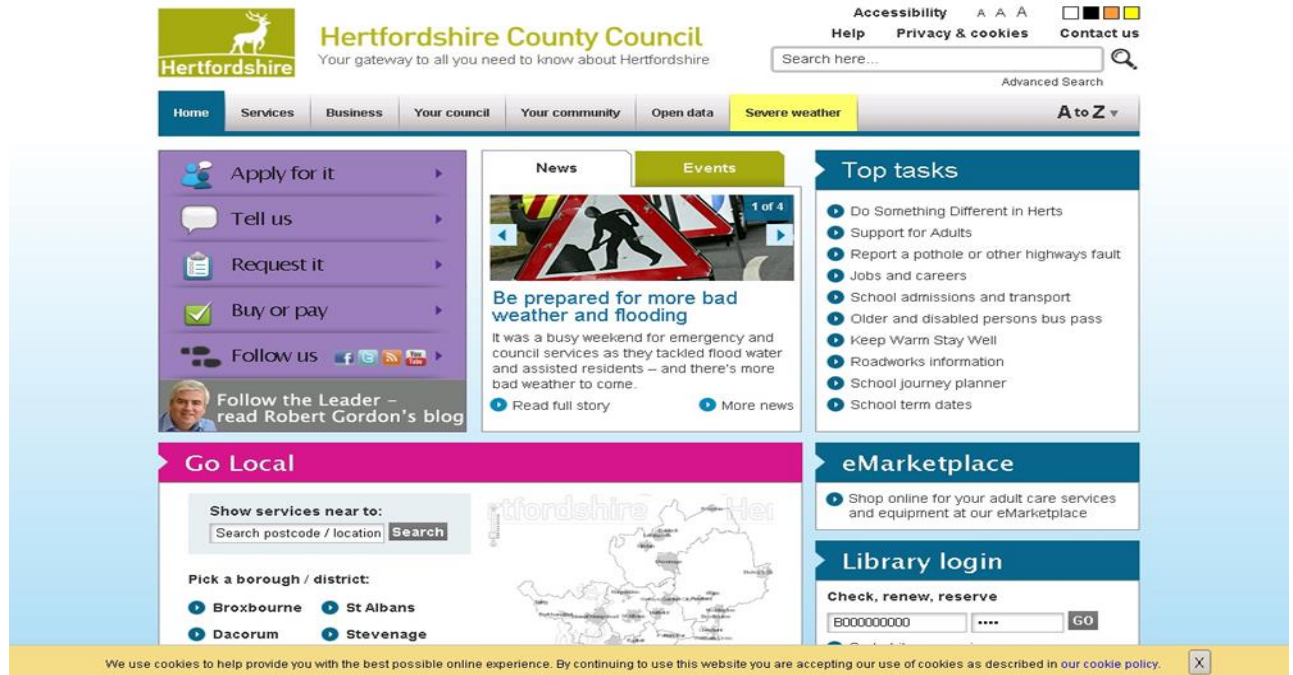 Accessibility A A A
Help Privacy & cookies Contact us
Hertfordshire
Hertfordshire County Council
Your gateway to all you need to know about Hertfordshire
Search here...
Advanced Search
Home Services Business Your council Your community Open data Severe weather A to Z
Apply for it
Tell us
Request it
Buy or pay
Follow us
You Tube
Follow the Leader –
read Robert Gordon's blog
News Events
1 of 4
Be prepared for more bad
weather and flooding
It was a busy weekend for emergency and
council services as they tackled flood water
and assisted residents – and there's more
bad weather to come.
Read full story More news
Top tasks
Do Something Different in Herts
Support for Adults
Report a pothole or other highways fault
Jobs and careers
School admissions and transport
Older and disabled persons bus pass
Keep Warm Stay Well
Roadworks information
School journey planner
School term dates
Go Local
Show services near to:
Search postcode / location Search
Pick a borough / district:
Broxbourne St Albans
Dacorum Stevenage
rtfordshire Her
eMarketplace
Shop online for your adult care services
and equipment at our eMarketplace
Library login
Check, renew, reserve
B000000000 •••• GO
We use cookies to help provide you with the best possible online experience. By continuing to use this website you are accepting our use of cookies as described in our cookie policy. X